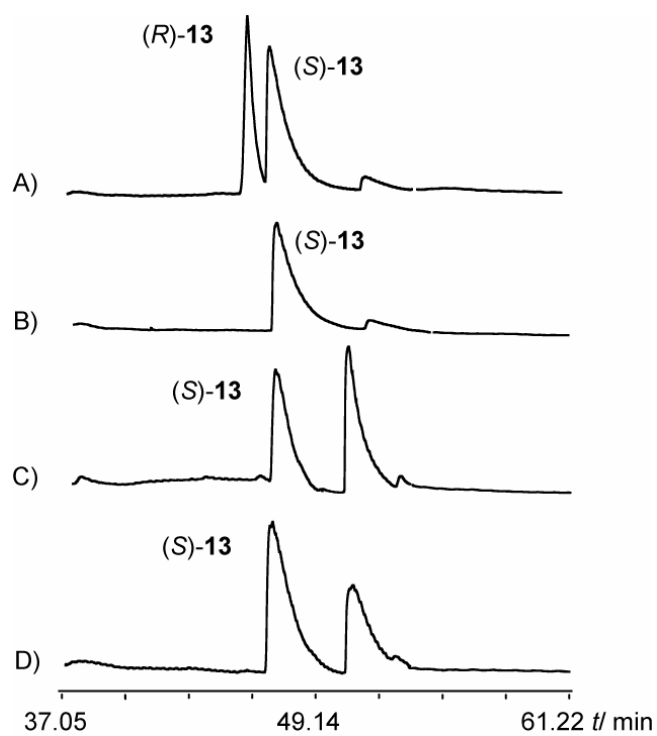 (R)-13
(S)-13
A)
(S)-13
B)
(S)-13
C)
(S)-13
D)
37.05 49.14 61.22 t/ min